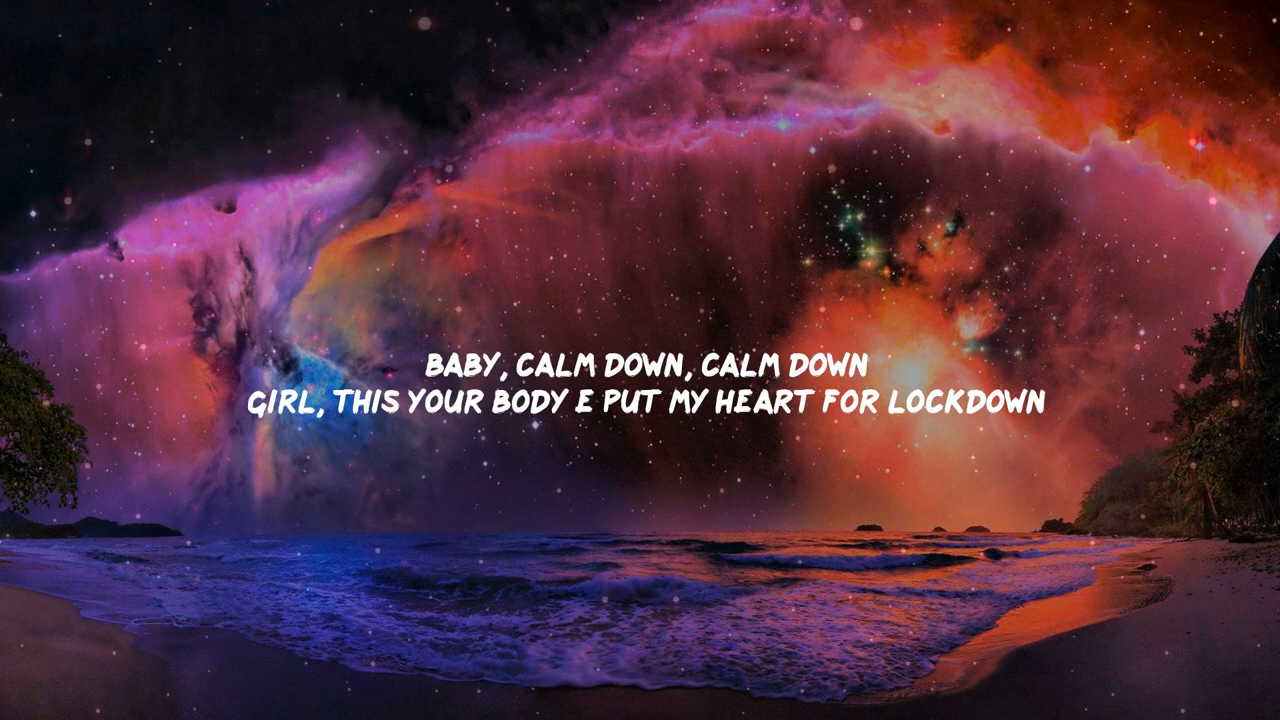 BABY, CALM DOWN, CALM DOWN
GIRL, THIS YOUR BODY E PUT MY HEART FOR LOCKDOWN